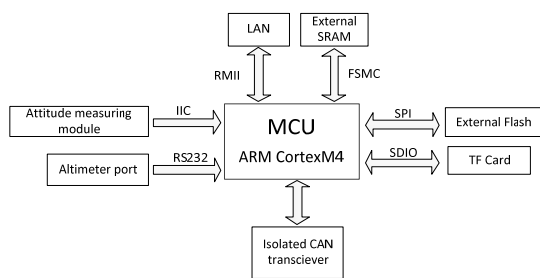 LAN
External
SRAM
RMII
FSMC
Attitude measuring
module
IIC
MCU
ARM CortexM4
SPI
External Flash
Altimeter port
RS232
SDIO
TF Card
Isolated CAN
transciever